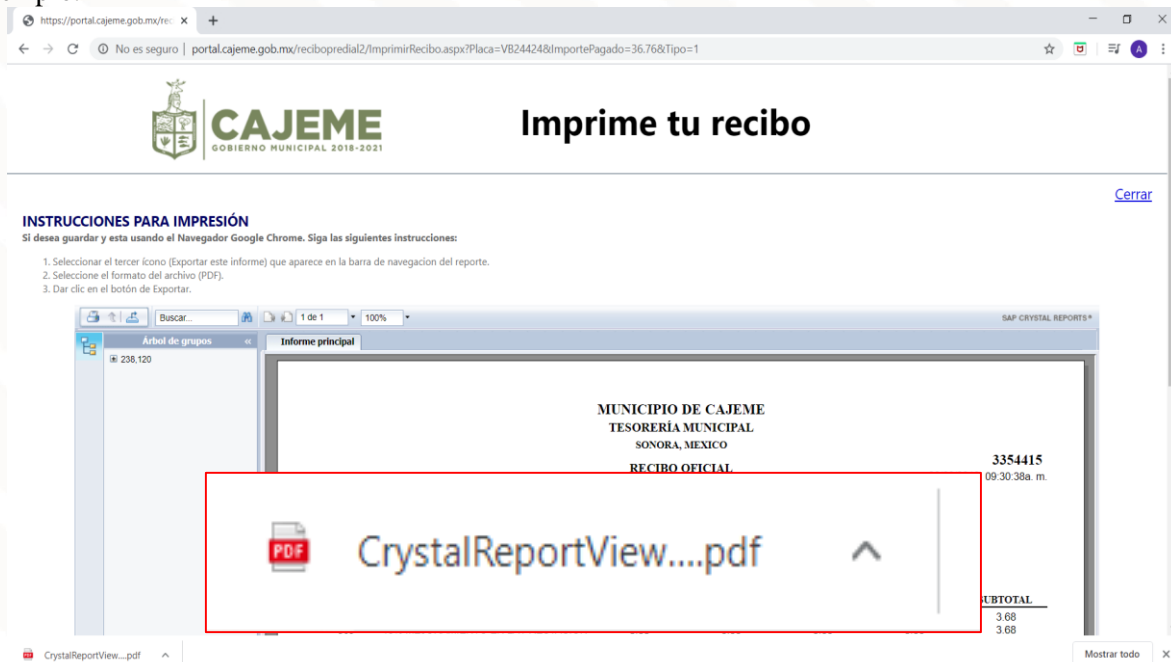 https://portal.cajeme.gob.mx/rec
No es seguro | portal.cajeme.gob.mx/recibopredial2/ImprimirRecibo.aspx?Placa=VB24424&ImportePagado=36.76&Tipo=1
A
CAJEME
GOBIERNO MUNICIPAL 2018-2021
Imprime tu recibo
Cerrar
INSTRUCCIONES PARA IMPRESIÓN
Si desea guardar y esta usando el Navegador Google Chrome. Siga las siguientes instrucciones:
1. Seleccionar el tercer ícono (Exportar este informe) que aparece en la barra de navegacion del reporte.
2. Seleccione el formato del archivo (PDF).
3. Dar clic en el botón de Exportar.
Buscar... 1 de 1 100% SAP CRYSTAL REPORTS®
Árbol de grupos « Informe principal
238,120
MUNICIPIO DE CAJEME
TESORERÍA MUNICIPAL
SONORA, MEXICO
RECIBO OFICIAL
3354415
09:30:38a. m.
PDF CrystalReportView....pdf
SUBTOTAL
3.68
3.68
CrystalReportView....pdf
Mostrar todo